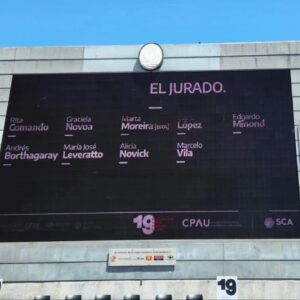 EL JURADO.
Rita
Comando
Graciela
Novoa
Marta
Moreira [BRA]
López
Edgardo
Minond
Andrés
Borthagaray
María José
Leveratto
Alicia
Novick
Marcelo
Vila
19
CPAU
SCA
19